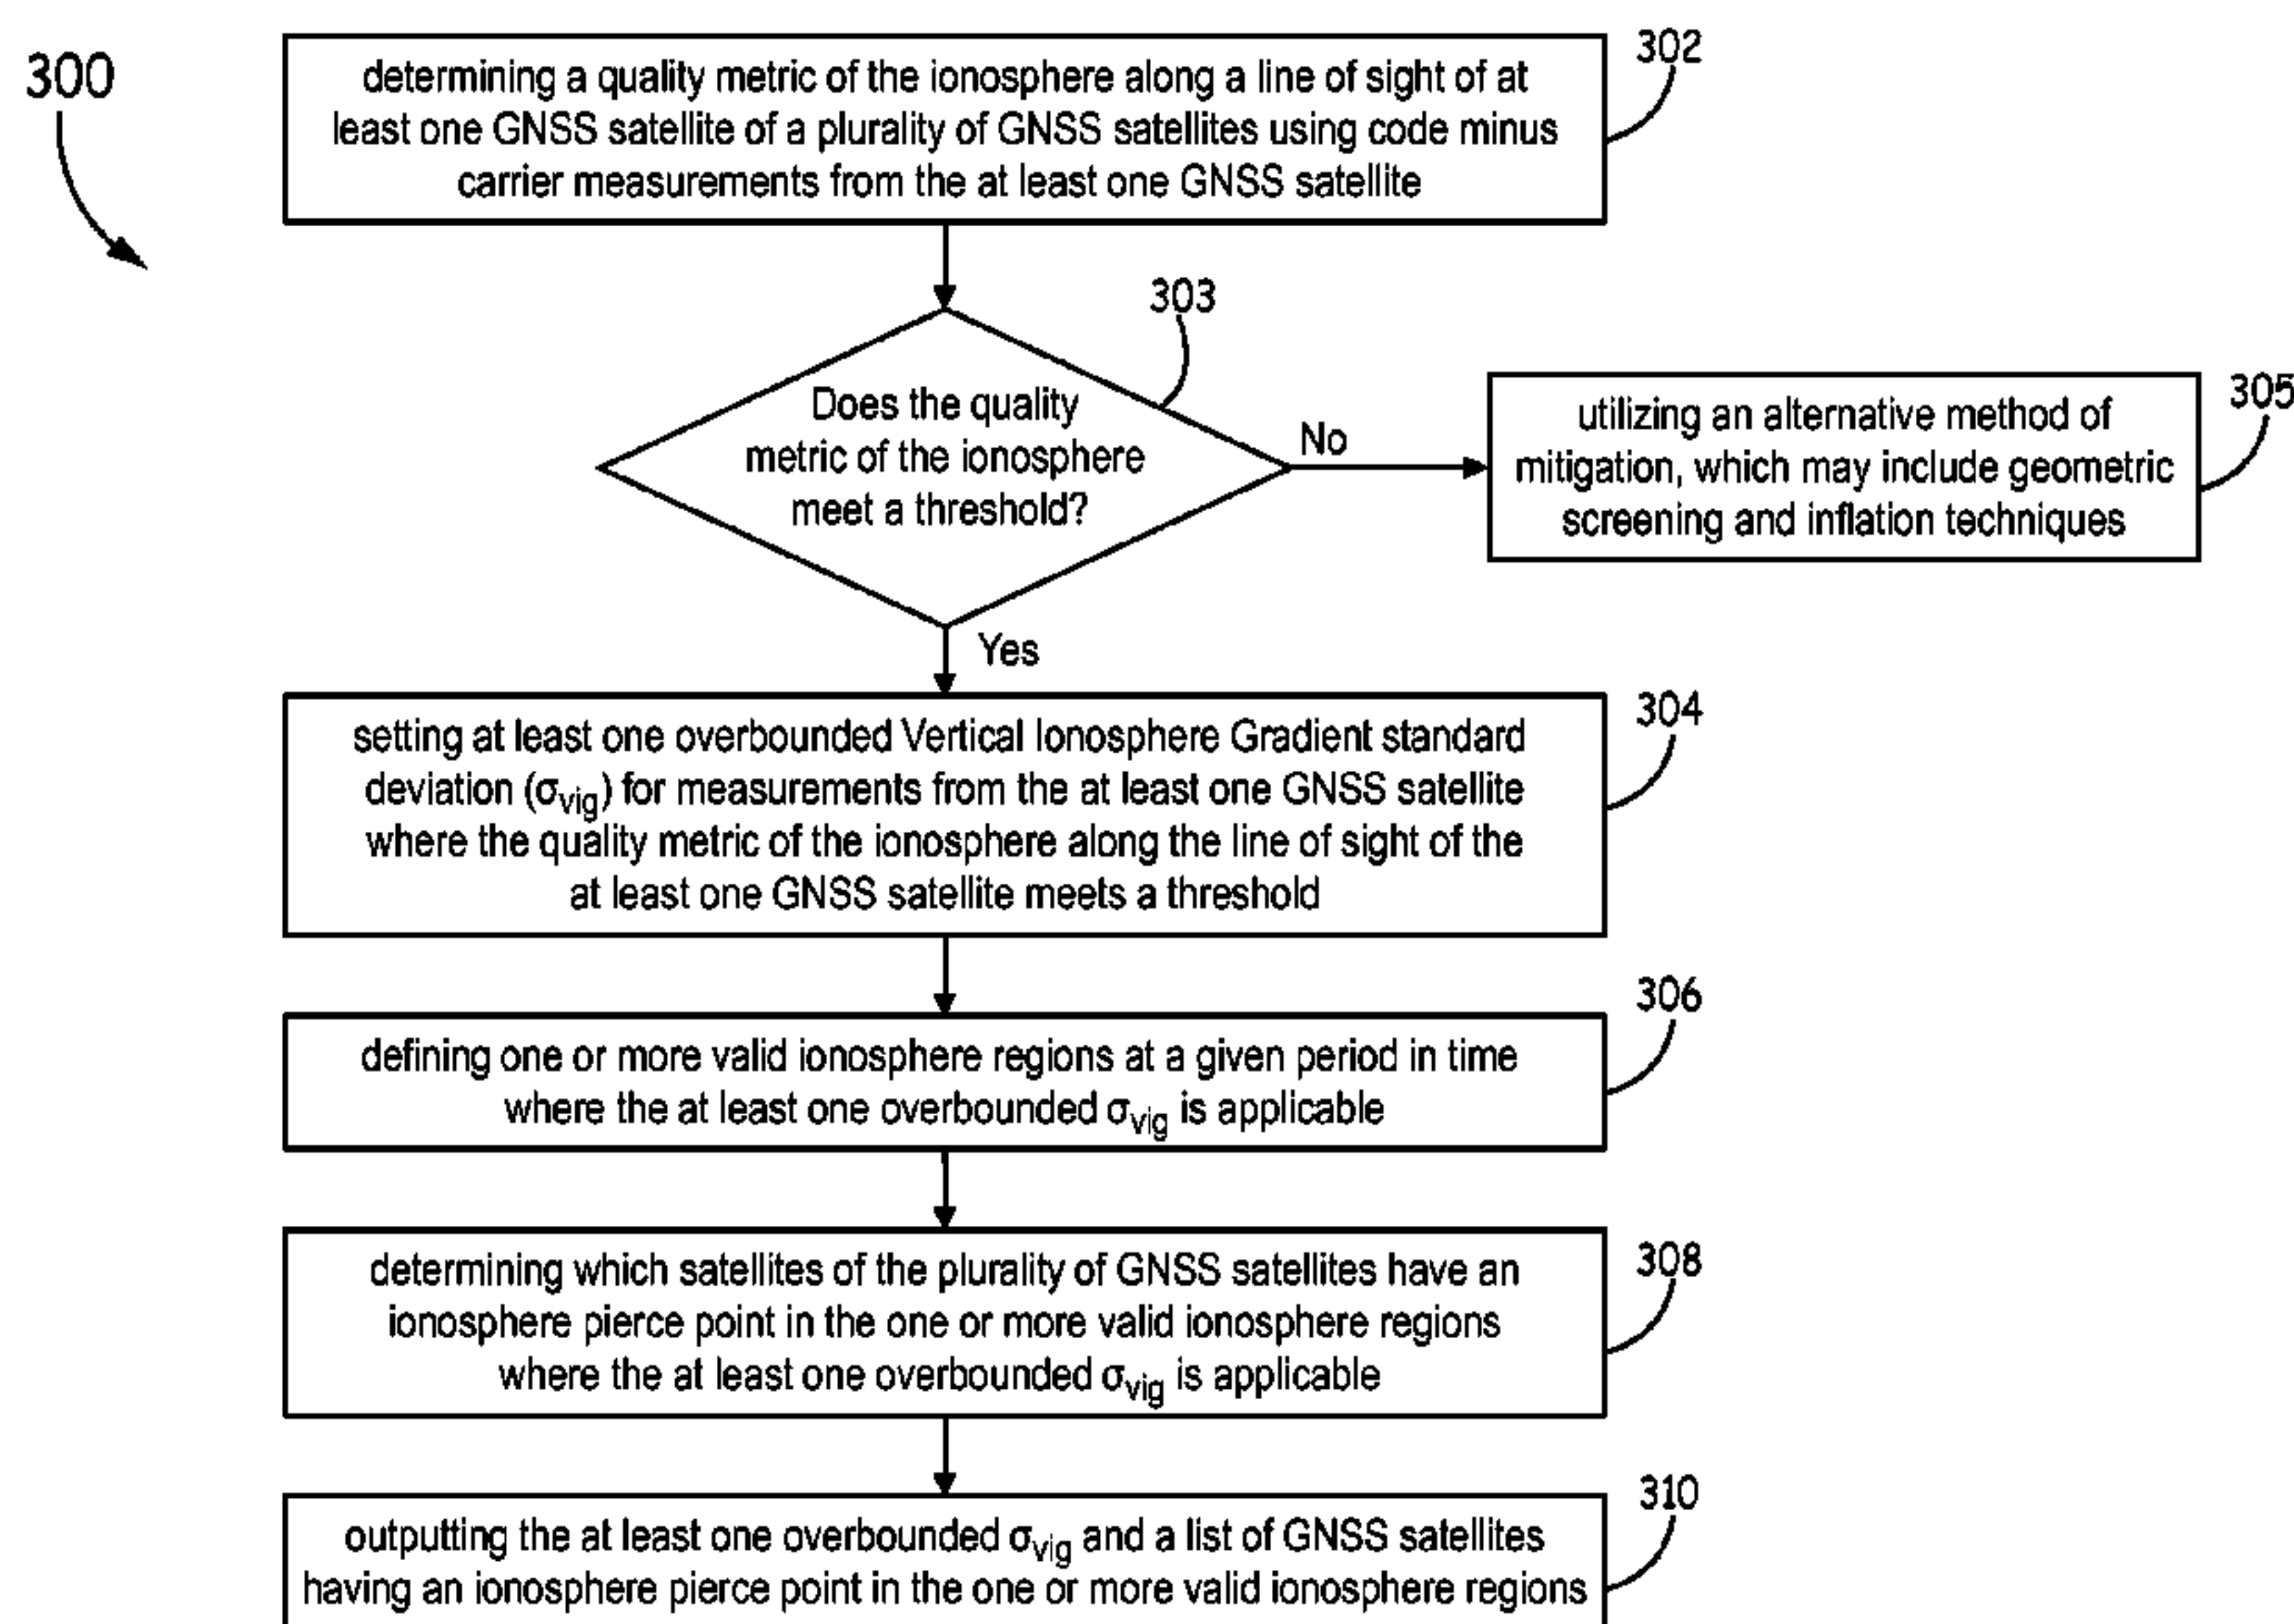 300
302
determining a quality metric of the ionosphere along a line of sight of at
least one GNSS satellite of a plurality of GNSS satellites using code minus
carrier measurements from the at least one GNSS satellite
303
Does the quality
metric of the ionosphere
meet a threshold?
No
305
utilizing an alternative method of
mitigation, which may include geometric
screening and inflation techniques
Yes
304
setting at least one overbounded Vertical Ionosphere Gradient standard
deviation (σvig) for measurements from the at least one GNSS satellite
where the quality metric of the ionosphere along the line of sight of the
at least one GNSS satellite meets a threshold
306
defining one or more valid ionosphere regions at a given period in time
where the at least one overbounded σvig is applicable
308
determining which satellites of the plurality of GNSS satellites have an
ionosphere pierce point in the one or more valid ionosphere regions
where the at least one overbounded σvig is applicable
310
outputting the at least one overbounded σvig and a list of GNSS satellites
having an ionosphere pierce point in the one or more valid ionosphere regions